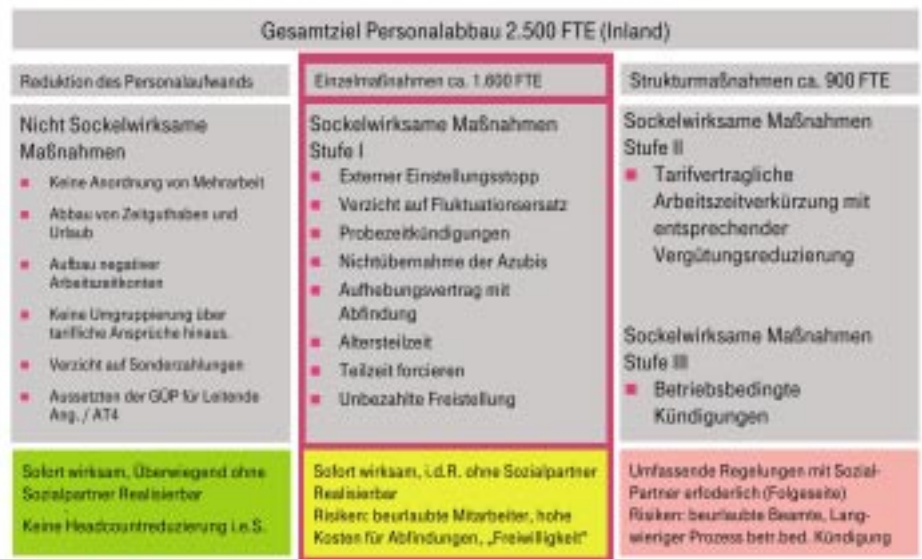 Gesamtziel Personalabbau 2.500 FTE (Inland)
Reduktion des Personalaufwands
Nicht Sockelwirksame
Maßnahmen
Keine Anordnung von Mehrarbeit
Abbau von Zeitguthaben und
Urlaub
Aufbau negativer
Arbeitszeitkonten
Keine Umgruppierung über
tarifliche Ansprüche hinaus.
Verzicht auf Sonderzahlungen
Aussetzten der GÜP für Leitende
Ang. / AT4
Sofort wirksam, Überwiegend ohne
Sozialpartner Realisierbar
Keine Headcountreduzierung i.e.S.
Einzelmaßnahmen ca. 1.600 FTE
Sockelwirksame Maßnahmen
Stufe I
Externer Einstellungsstopp
Verzicht auf Fluktuationsersatz
Probezeitkündigungen
Nichtübernahme der Azubis
Aufhebungsvertrag mit
Abfindung
Altersteilzeit
Teilzeit forcieren
Unbezahlte Freistellung
Sofort wirksam, i.d.R. ohne Sozialpartner
Realisierbar
Risiken: beurlaubte Mitarbeiter, hohe
Kosten für Abfindungen, „Freiwilligkeit"
Strukturmaßnahmen ca. 900 FTE
Sockelwirksame Maßnahmen
Stufe II
Tarifvertragliche
Arbeitszeitverkürzung mit
entsprechender
Vergütungsreduzierung
Sockelwirksame Maßnahmen
Stufe III
Betriebsbedingte
Kündigungen
Umfassende Regelungen mit Sozial-
Partner erfoderlich (Folgeseite)
Risiken: beurlaubte Beamte, Lang-
wieriger Prozess betr.bed. Kündigung